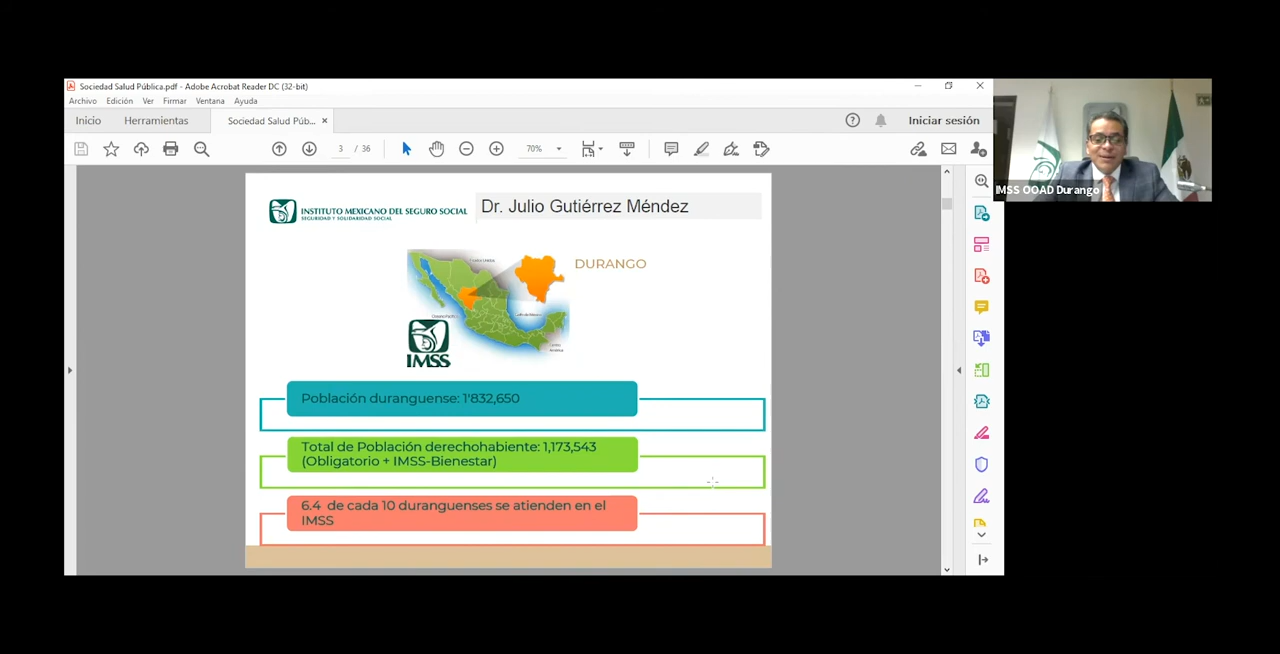 Sociedad Salud Pública.pdf - Adobe Acrobat Reader DC (32-bit)
Archivo Edición Ver Firmar Ventana Ayuda
Inicio Herramientas Sociedad Salud Púb... Iniciar sesión
3 / 36 70%
IMSS OOAD Durango
INSTITUTO MEXICANO DEL SEGURO SOCIAL
SEGURIDAD Y SOLIDARIDAD SOCIAL
Dr. Julio Gutiérrez Méndez
DURANGO
IMSS
Población duranguense: 1'832,650
Total de Población derechohabiente: 1,173,543
(Obligatorio + IMSS-Bienestar)
6.4 de cada 10 duranguenses se atienden en el
IMSS